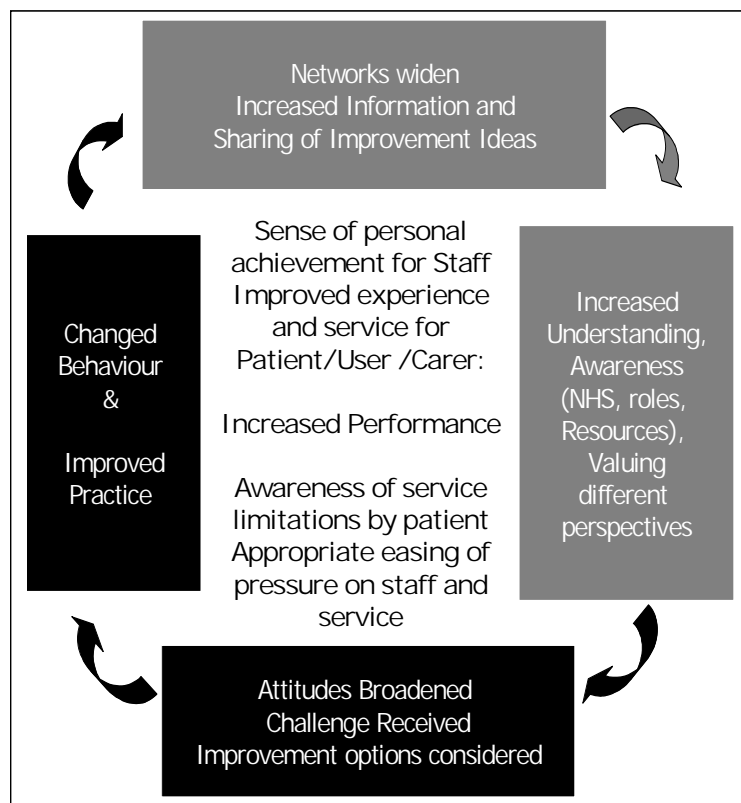 Networks widen
Increased Information and
Sharing of Improvement Ideas
Sense of personal
achievement for Staff
Improved experience
and service for
Patient/User /Carer:
Increased Performance
Awareness of service
limitations by patient
Appropriate easing of
pressure on staff and
service
Increased
Understanding,
Awareness
(NHS, roles,
Resources),
Valuing
different
perspectives
Attitudes Broadened
Challenge Received
Improvement options considered
Changed
Behaviour
&
Improved
Practice